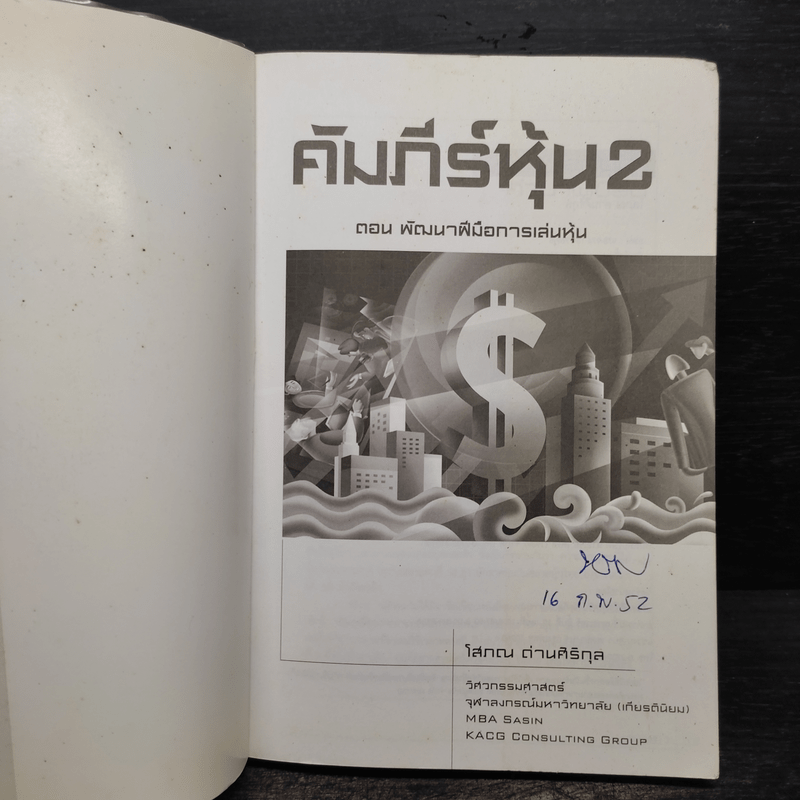 คัมภีร์หุ้น2
ตอน พัฒนาฝีมือการเล่นหุ้น
16 ก.พ. 52
โสภณ ด่านศิริกุล
วิศวกรรมศาสตร์
จุฬาลงกรณ์มหาวิทยาลัย (เกียรตินิยม)
MBA SASIN
KACG CONSULTING GROUP